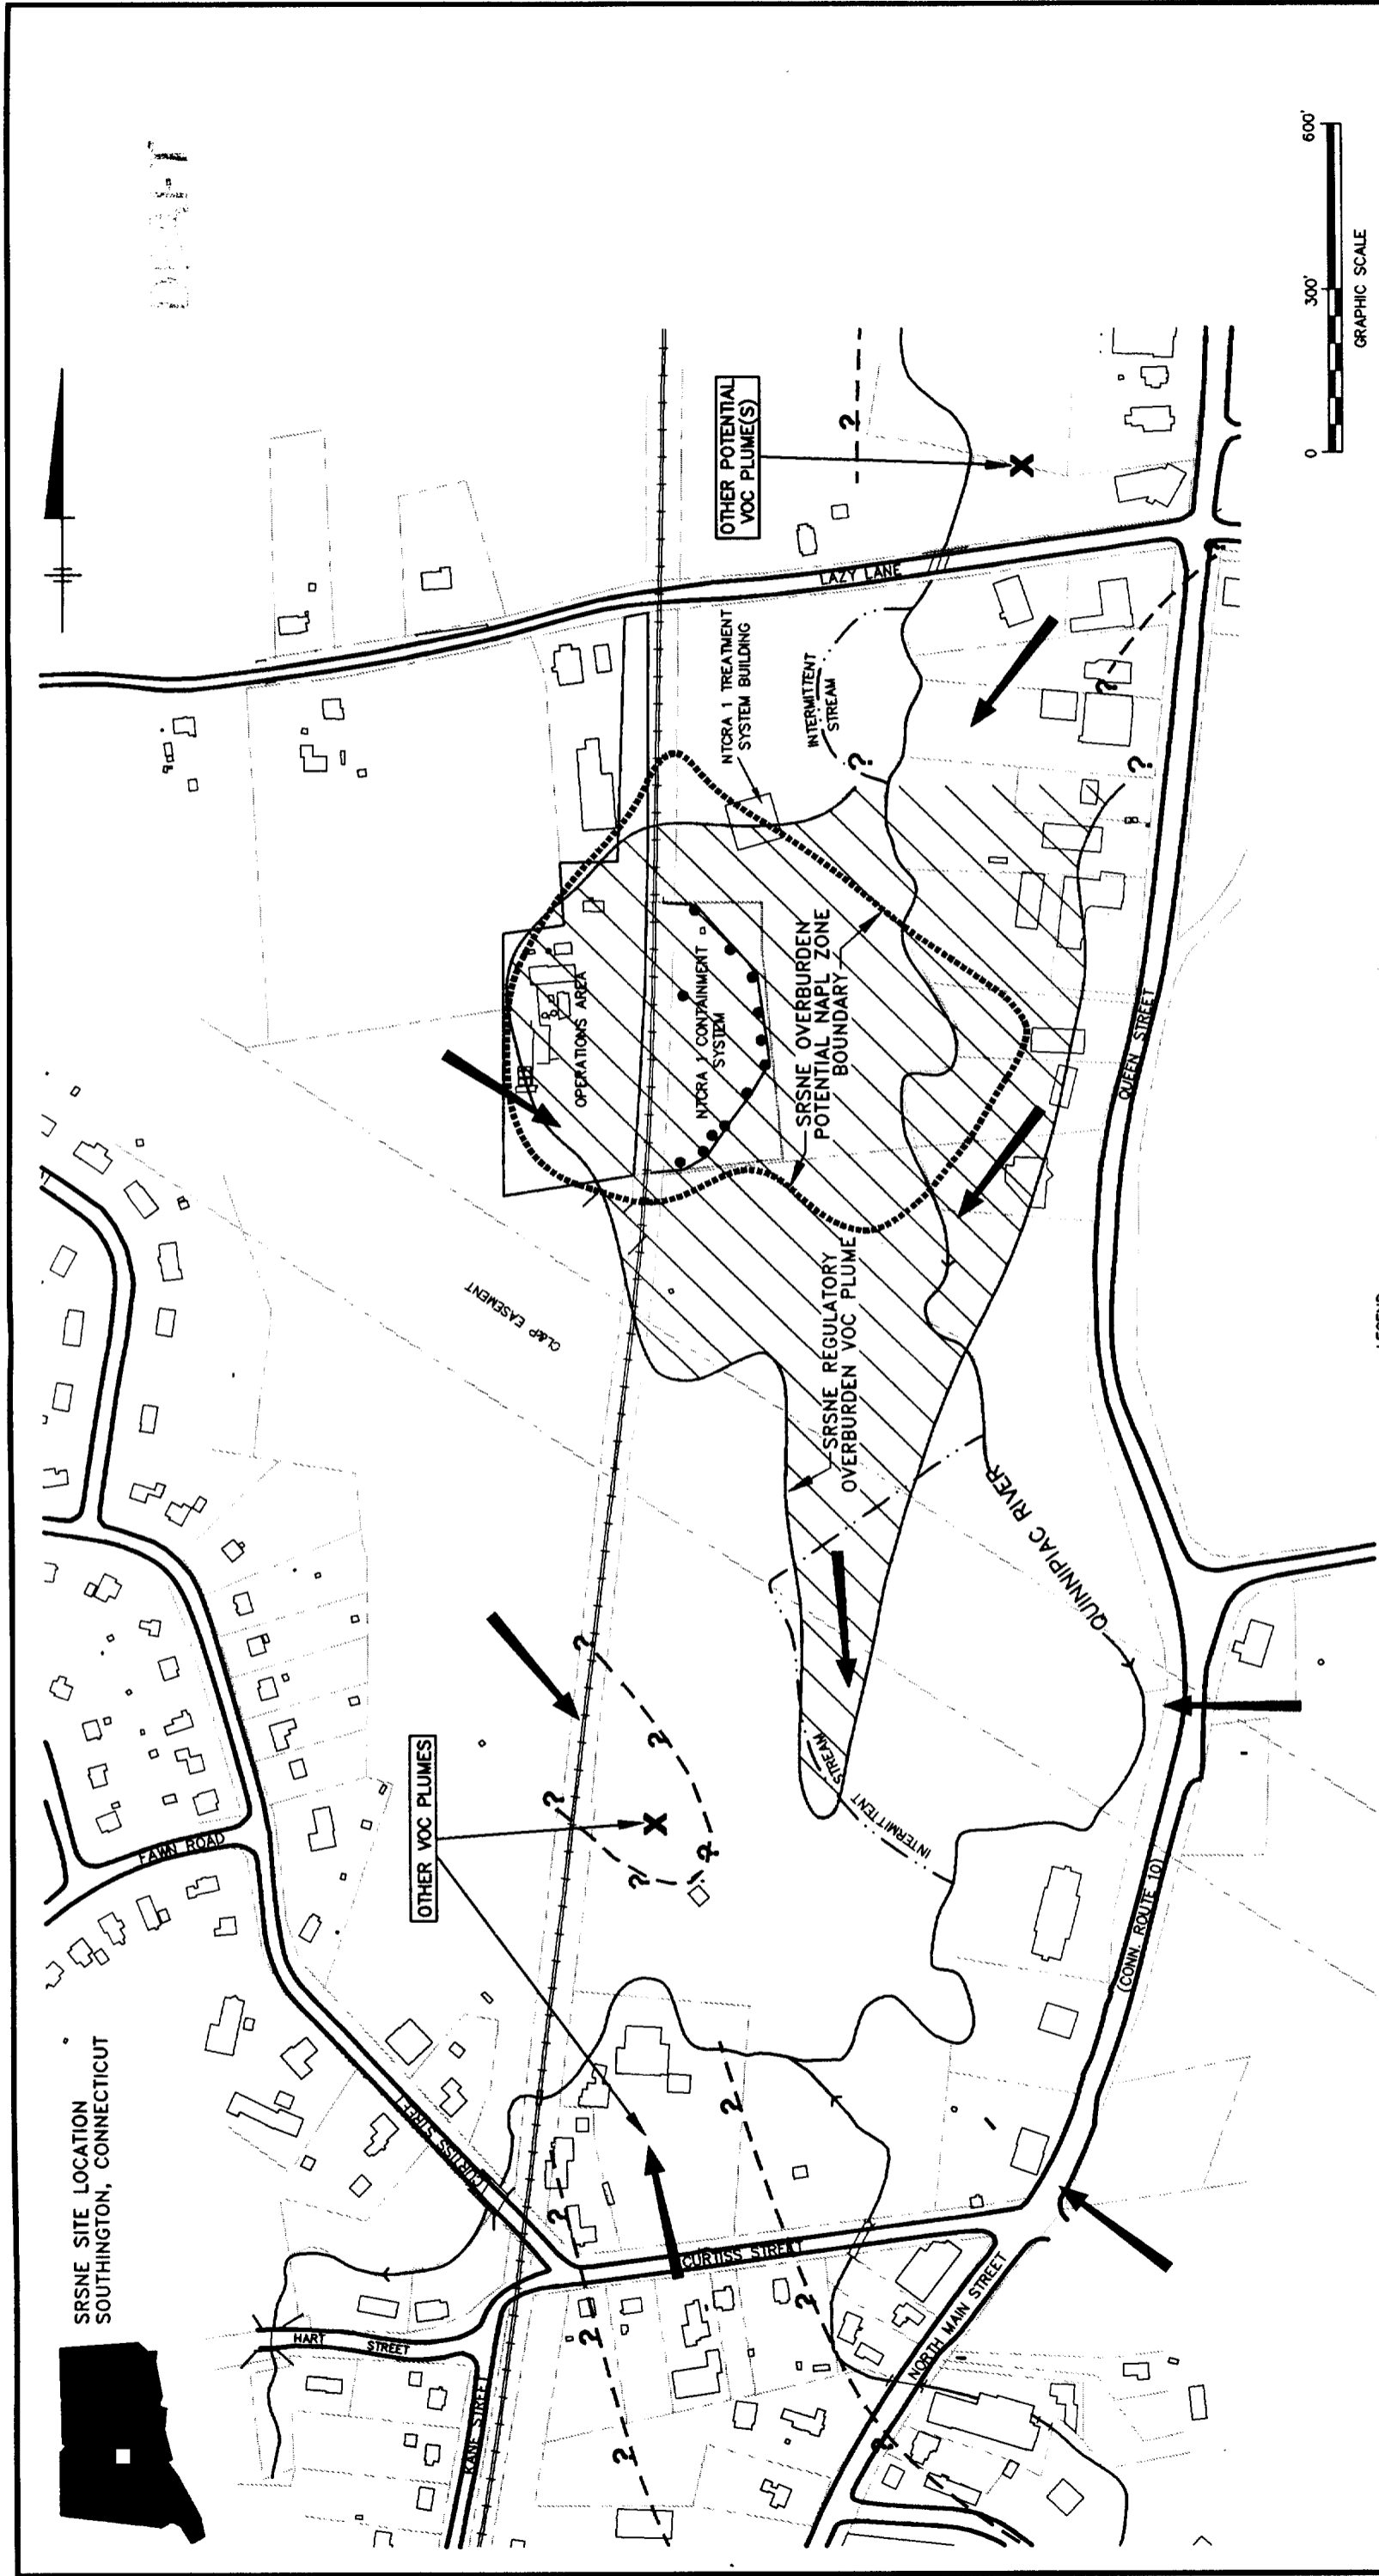 SRSNE SITE LOCATION
SOUTHINGTON, CONNECTICUT
FAWN ROAD
CURTISS STREET
HART STREET
KANE STREET
CURTISS STREET
NORTH MAIN STREET
(CONN. ROUTE 10)
QUEEN STREET
LAZY LANE
OTHER VOC PLUMES
?
?
?
?
?
?
?
?
?
?
X
CL&P EASEMENT
OPERATIONS AREA
NTCRA 1 CONTAINMENT
SYSTEM
NTCRA 1 TREATMENT
SYSTEM BUILDING
INTERMITTENT
STREAM
SRSNE OVERBURDEN
POTENTIAL NAPL ZONE
BOUNDARY
SRSNE REGULATORY
OVERBURDEN VOC PLUME
INTERMITTENT
STREAM
QUINNIPIAC RIVER
OTHER POTENTIAL
VOC PLUME(S)
X
?
?
?
?
0 300' 600'
GRAPHIC SCALE